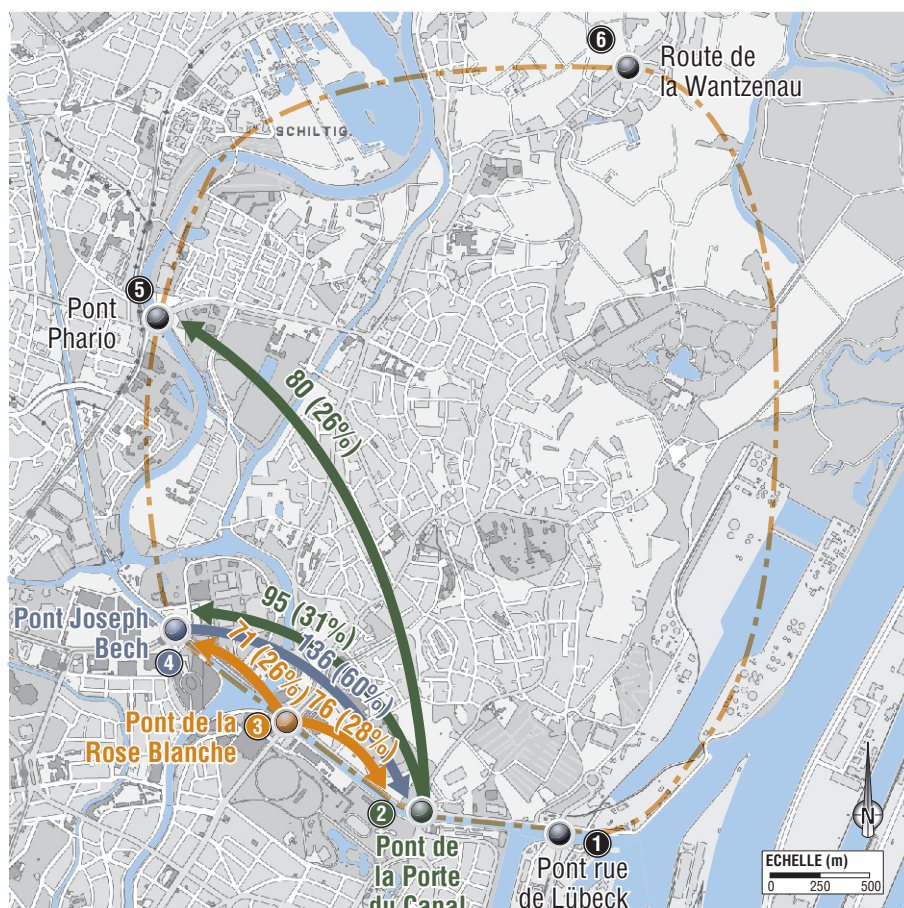 6
Route de
la Wantzenau
SCHILTIG.
5
Pont
Phario
80 (26%)
95 (31%)
136 (60%)
71 (26%)
76 (28%)
Pont Joseph
Bech
4
3
Pont de la
Rose Blanche
2
Pont de
la Porte
du Canal
1
Pont rue
de Lübeck
N
ECHELLE (m)
0 250 500